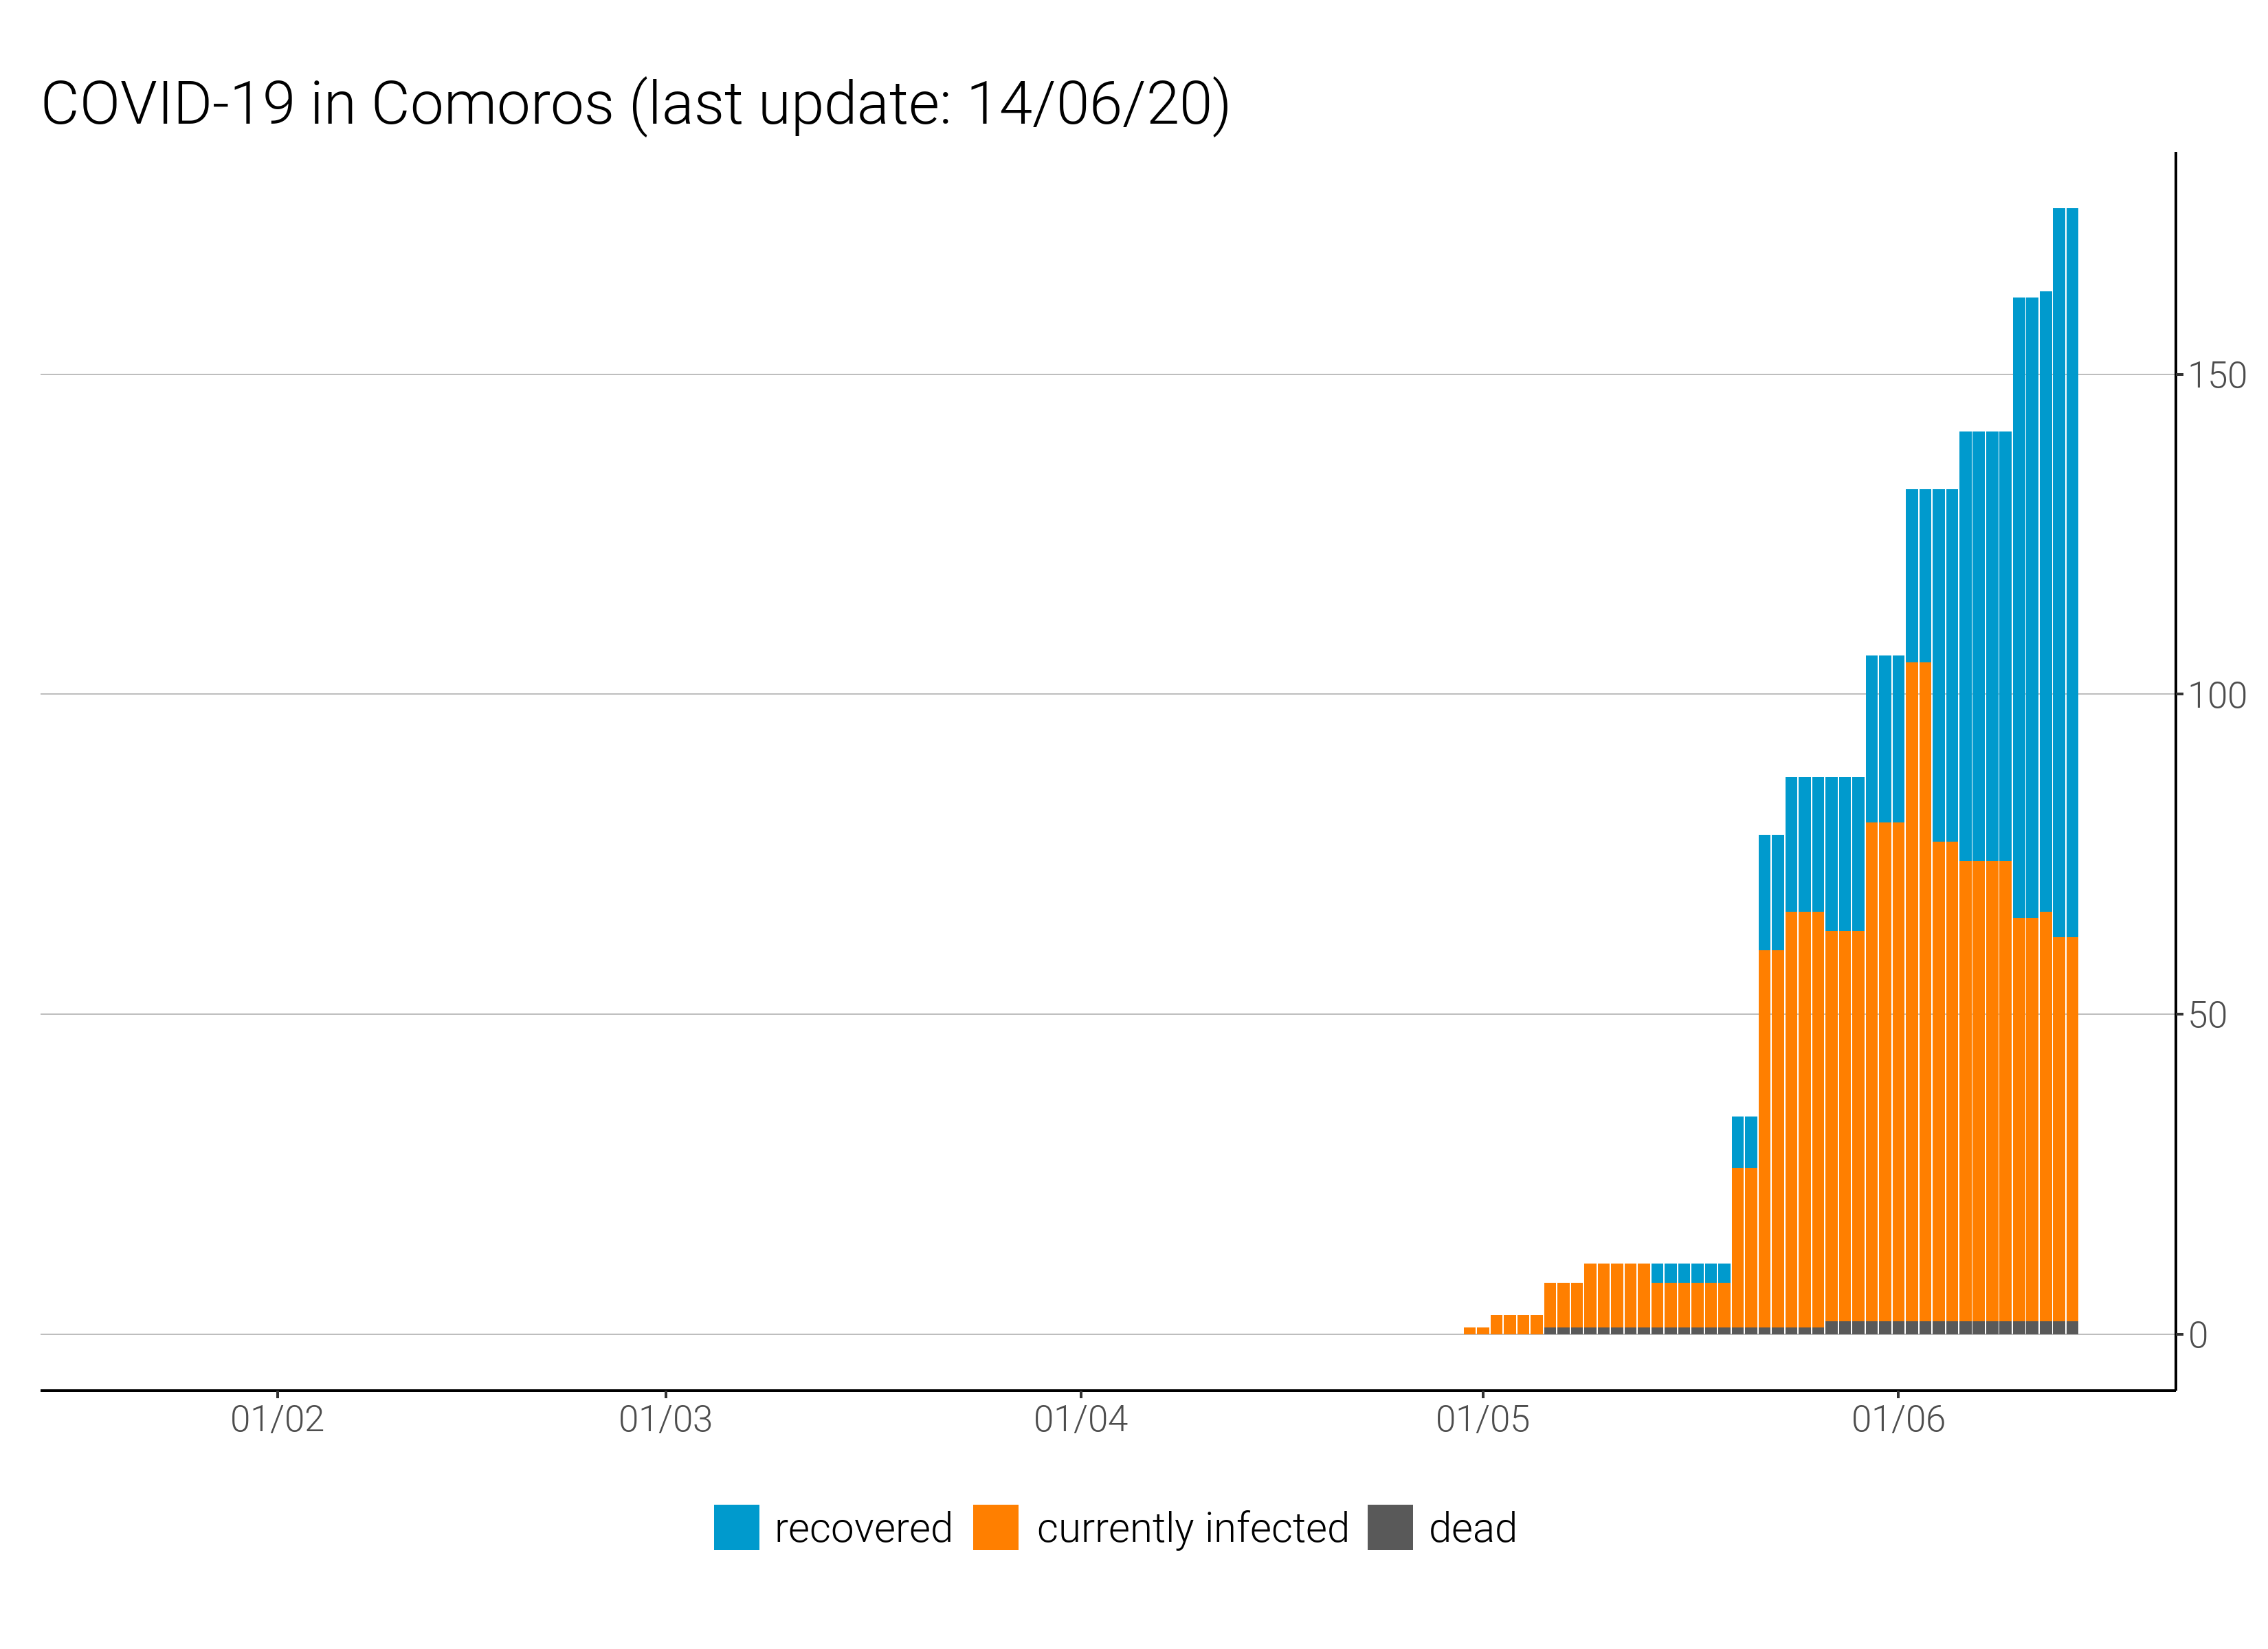 COVID-19 in Comoros (last update: 14/06/20)
150
100
50
0
01/02 01/03 01/04 01/05 01/06
recovered currently infected dead